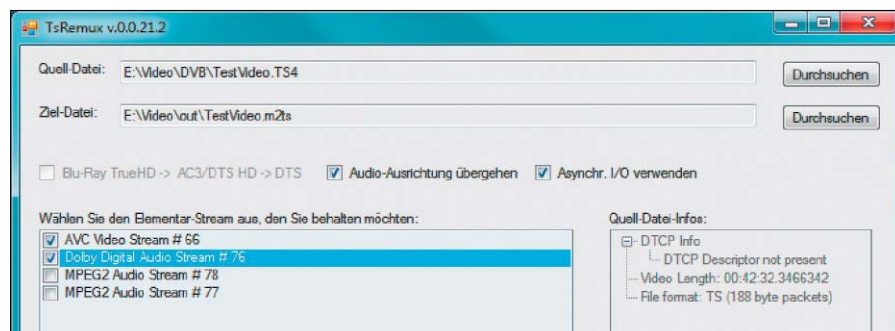 TsRemux v.0.0.21.2
Quell-Datei: E:\Video\DVB\TestVideo.TS4 Durchsuchen
Ziel-Datei: E:\Video\out\TestVideo.m2ts Durchsuchen
Blu-Ray TrueHD -> AC3/DTS HD -> DTS Audio-Ausrichtung übergehen Asynchr. I/O verwenden
Wählen Sie den Elementar-Stream aus, den Sie behalten möchten:
AVC Video Stream # 66
Dolby Digital Audio Stream # 76
MPEG2 Audio Stream # 78
MPEG2 Audio Stream # 77
Quell-Datei-Infos:
DTCP Info
DTCP Descriptor not present
Video Length: 00:42:32.3466342
File format: TS (188 byte packets)